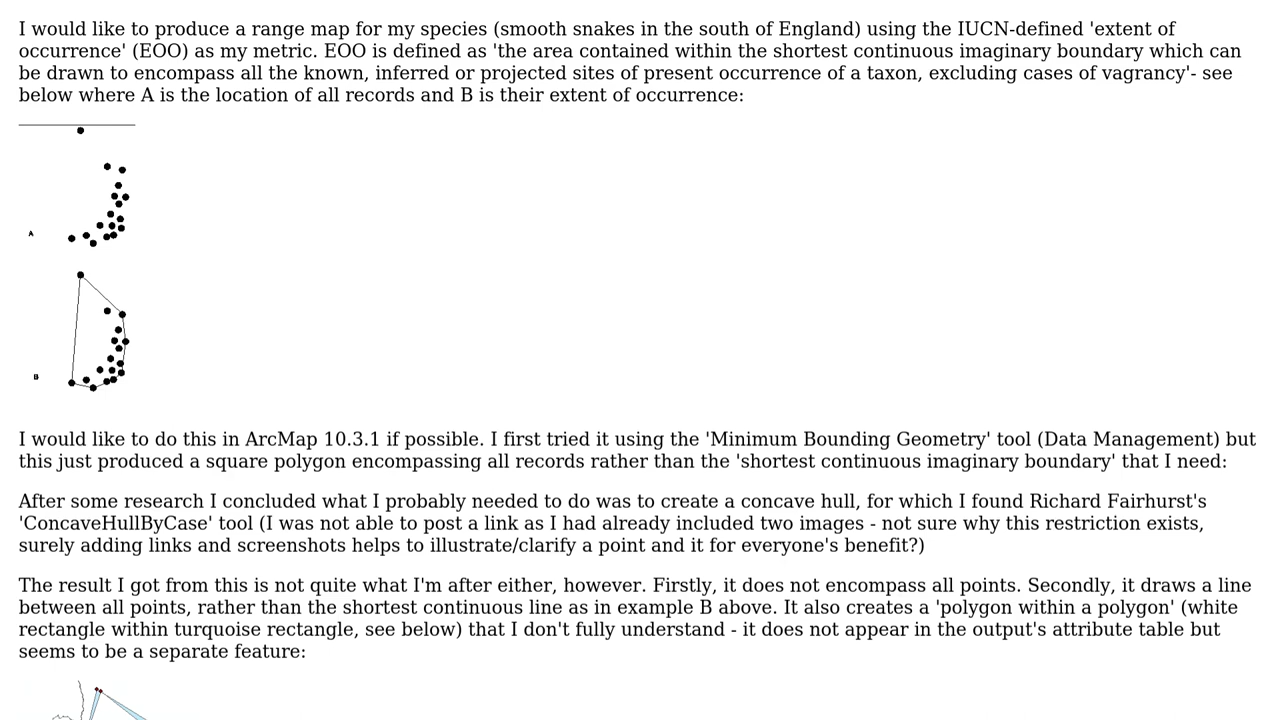 I would like to produce a range map for my species (smooth snakes in the south of England) using the IUCN-defined 'extent of
occurrence' (EOO) as my metric. EOO is defined as 'the area contained within the shortest continuous imaginary boundary which can
be drawn to encompass all the known, inferred or projected sites of present occurrence of a taxon, excluding cases of vagrancy'- see
below where A is the location of all records and B is their extent of occurrence:
A
B
I would like to do this in ArcMap 10.3.1 if possible. I first tried it using the 'Minimum Bounding Geometry' tool (Data Management) but
this just produced a square polygon encompassing all records rather than the 'shortest continuous imaginary boundary' that I need:
After some research I concluded what I probably needed to do was to create a concave hull, for which I found Richard Fairhurst's
'ConcaveHullByCase' tool (I was not able to post a link as I had already included two images - not sure why this restriction exists,
surely adding links and screenshots helps to illustrate/clarify a point and it for everyone's benefit?)
The result I got from this is not quite what I'm after either, however. Firstly, it does not encompass all points. Secondly, it draws a line
between all points, rather than the shortest continuous line as in example B above. It also creates a 'polygon within a polygon' (white
rectangle within turquoise rectangle, see below) that I don't fully understand - it does not appear in the output's attribute table but
seems to be a separate feature: